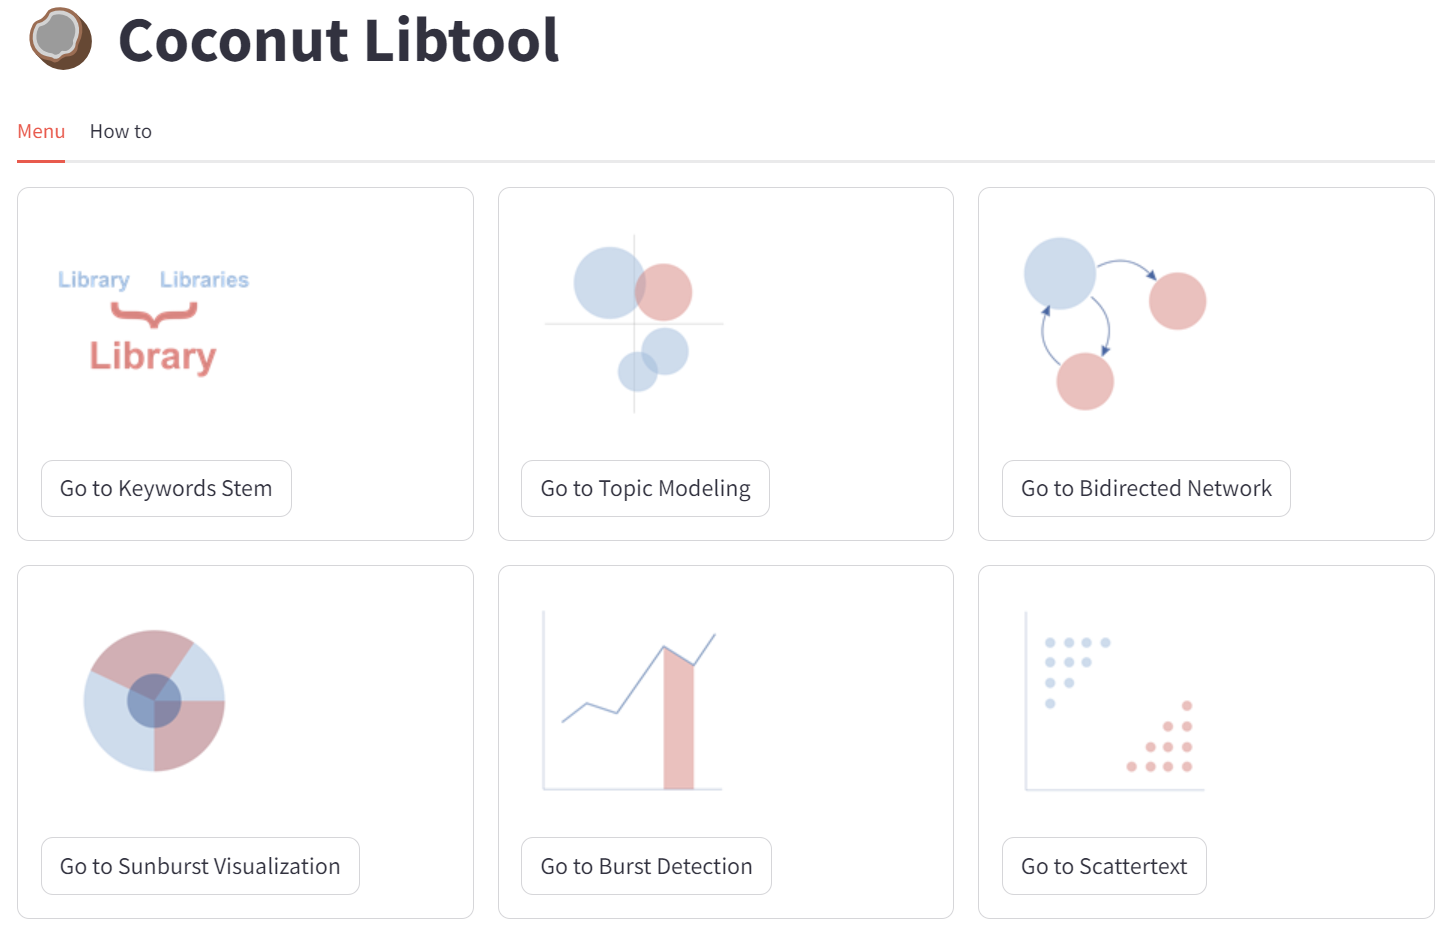 Coconut Libtool
Menu How to
Library Libraries
Library
Go to Keywords Stem
Go to Topic Modeling
Go to Bidirected Network
Go to Sunburst Visualization
Go to Burst Detection
Go to Scattertext